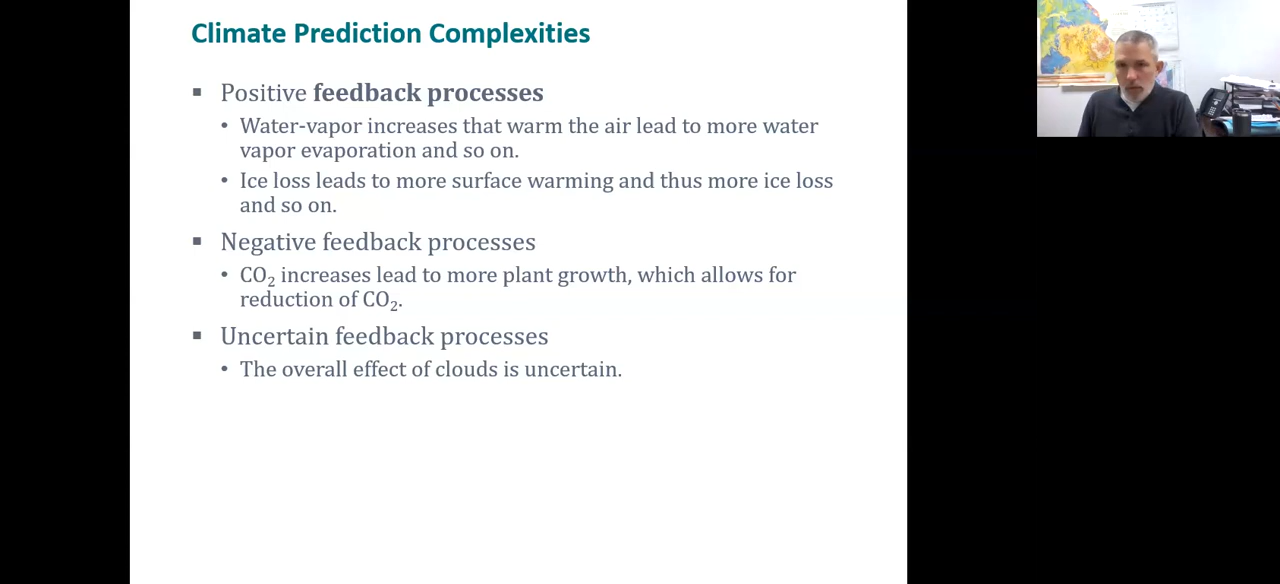 Climate Prediction Complexities
▪ Positive feedback processes
• Water-vapor increases that warm the air lead to more water
vapor evaporation and so on.
• Ice loss leads to more surface warming and thus more ice loss
and so on.
▪ Negative feedback processes
• CO₂ increases lead to more plant growth, which allows for
reduction of CO₂.
▪ Uncertain feedback processes
• The overall effect of clouds is uncertain.